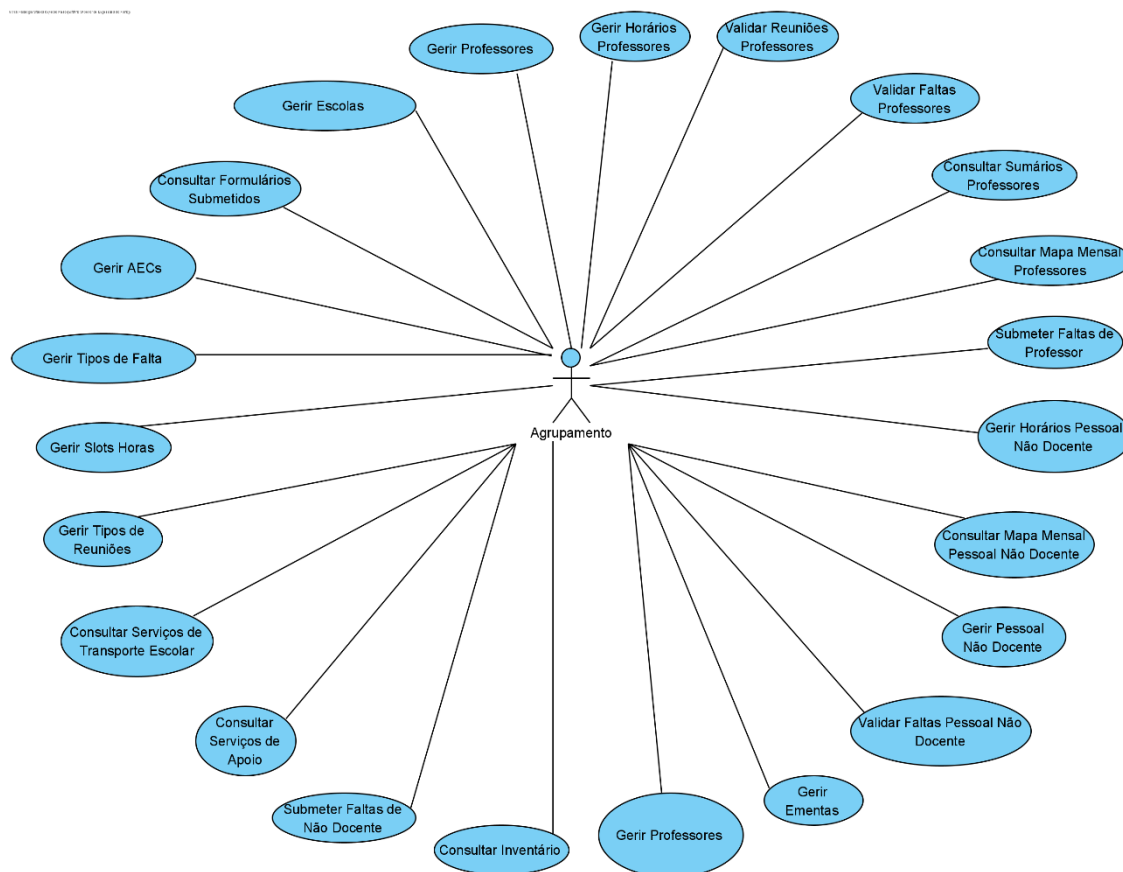 Gerir Horários
Professores
Validar Reuniões
Professores
Gerir Professores
Validar Faltas
Professores
Gerir Escolas
Consultar Sumários
Professores
Consultar Formulários
Submetidos
Consultar Mapa Mensal
Professores
Gerir AECs
Submeter Faltas de
Professor
Gerir Tipos de Falta
Gerir Horários Pessoal
Não Docente
Agrupamento
Gerir Slots Horas
Gerir Tipos de
Reuniões
Consultar Mapa Mensal
Pessoal Não Docente
Gerir Pessoal
Não Docente
Consultar Serviços de
Transporte Escolar
Validar Faltas Pessoal Não
Docente
Consultar
Serviços de
Apoio
Gerir
Ementas
Submeter Faltas de
Não Docente
Gerir Professores
Consultar Inventário